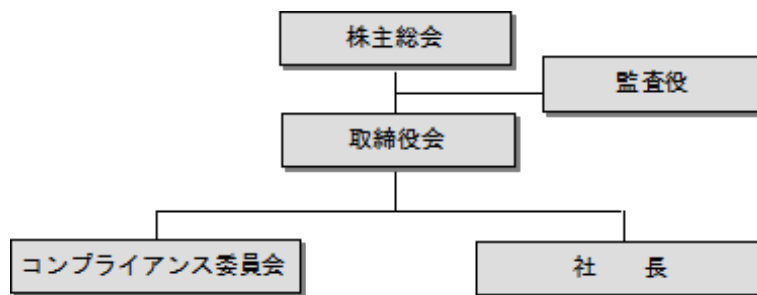 株主総会
監査役
取締役会
コンプライアンス委員会
社　　長